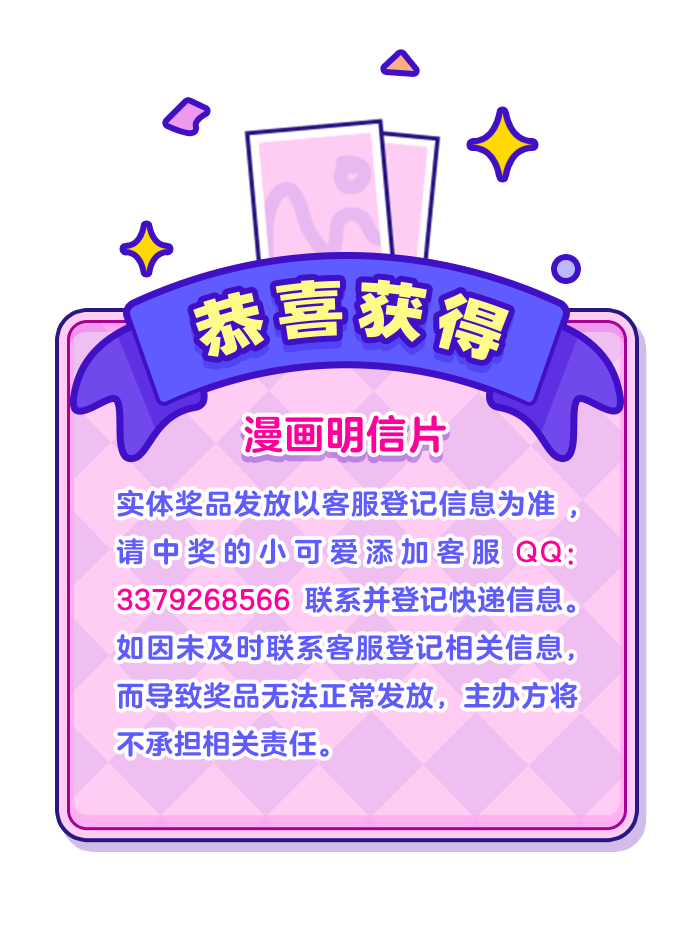 恭喜获得
漫画明信片
实体奖品发放以客服登记信息为准，
请中奖的小可爱添加客服 QQ：
3379268566 联系并登记快递信息。
如因未及时联系客服登记相关信息，
而导致奖品无法正常发放，主办方将
不承担相关责任。